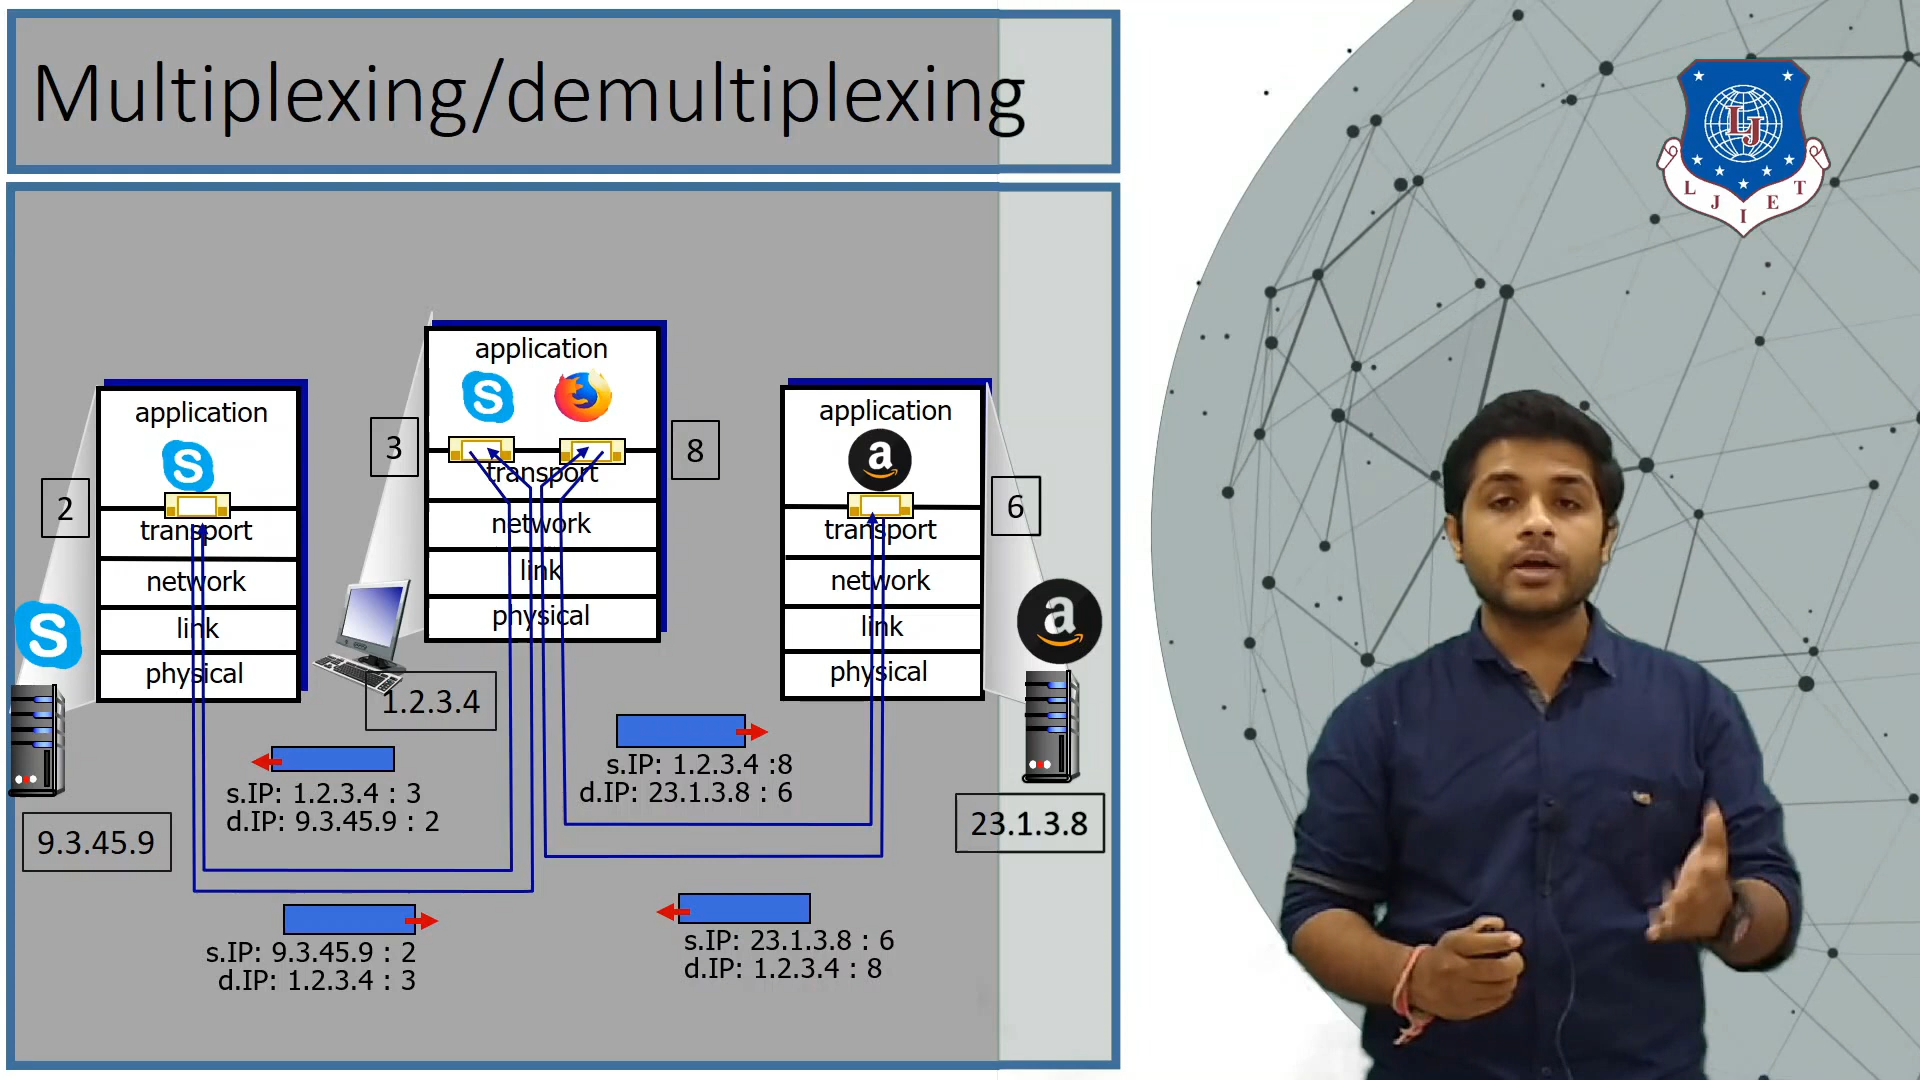 Multiplexing/demultiplexing
L J
L J I E T
application
S
S
application
a
application
S
3
8
transport
2
6
transport
transport
network
network
network
link
link
link
physical
physical
physical
S
a
1.2.3.4
s.IP: 1.2.3.4 : 3
d.IP: 9.3.45.9 : 2
s.IP: 1.2.3.4 :8
d.IP: 23.1.3.8 : 6
9.3.45.9
23.1.3.8
s.IP: 9.3.45.9 : 2
d.IP: 1.2.3.4 : 3
s.IP: 23.1.3.8 : 6
d.IP: 1.2.3.4 : 8